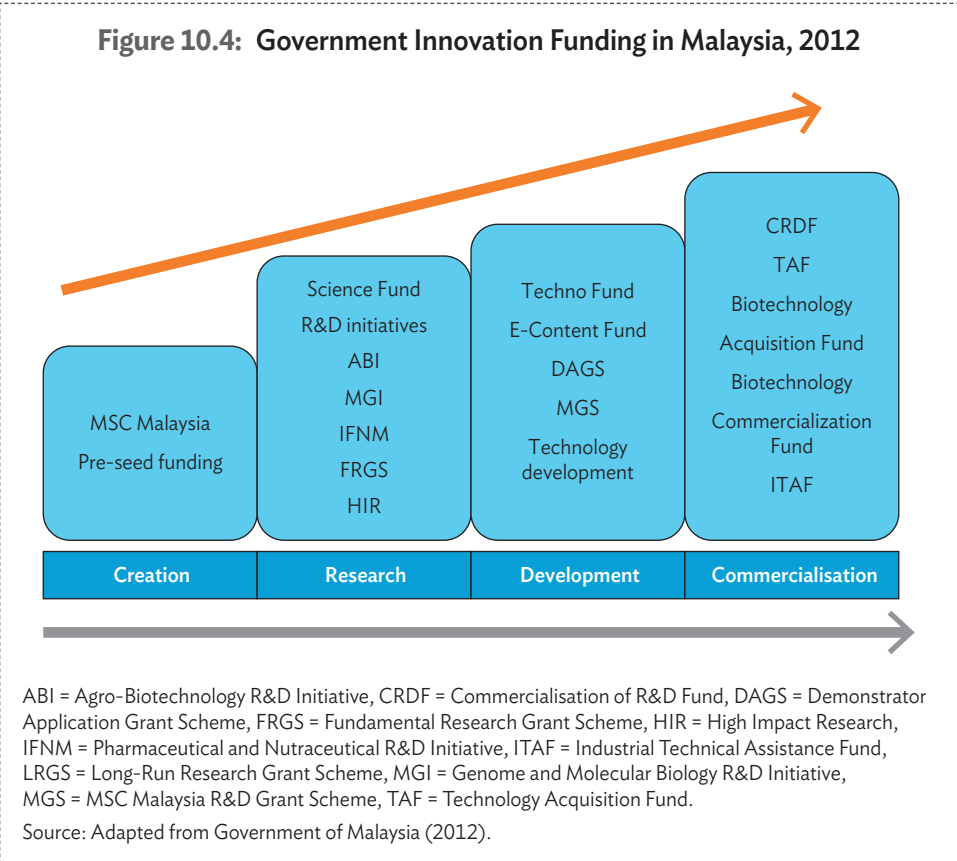 Figure 10.4: Government Innovation Funding in Malaysia, 2012
MSC Malaysia
Pre-seed funding
Science Fund
R&D initiatives
ABI
MGI
IFNM
FRGS
HIR
Techno Fund
E-Content Fund
DAGS
MGS
Technology
development
CRDF
TAF
Biotechnology
Acquisition Fund
Biotechnology
Commercialization
Fund
ITAF
Creation
Research
Development
Commercialisation
ABI = Agro-Biotechnology R&D Initiative, CRDF = Commercialisation of R&D Fund, DAGS = Demonstrator
Application Grant Scheme, FRGS = Fundamental Research Grant Scheme, HIR = High Impact Research,
IFNM = Pharmaceutical and Nutraceutical R&D Initiative, ITAF = Industrial Technical Assistance Fund,
LRGS = Long-Run Research Grant Scheme, MGI = Genome and Molecular Biology R&D Initiative,
MGS = MSC Malaysia R&D Grant Scheme, TAF = Technology Acquisition Fund.
Source: Adapted from Government of Malaysia (2012).